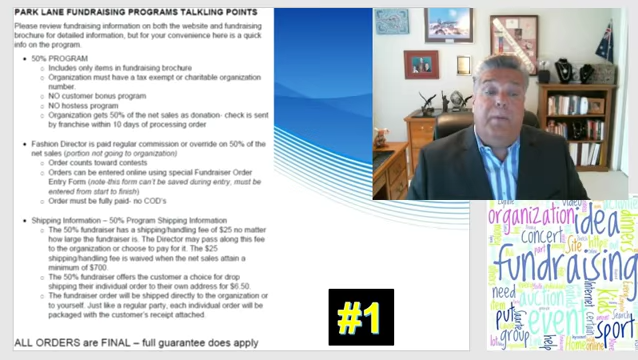 PARK LANE FUNDRAISING PROGRAMS TALKLING POINTS
Please review fundraising information on both the website and fundraising
brochure for detailed information, but for your convenience here is a quick
info on the program.
• 50% PROGRAM
o Includes only items in fundraising brochure
o Organization must have a tax exempt or charitable organization
number.
o NO customer bonus program
o NO hostess program
o Organization gets 50% of the net sales as donation- check is sent
by franchise within 10 days of processing order
• Fashion Director is paid regular commission or override on 50% of the
net sales (portion not going to organization)
o Order counts toward contests
o Orders can be entered online using special Fundraiser Order
Entry Form (note-this form can't be saved during entry, must be
entered from start to finish)
o Order must be fully paid- no COD's
• Shipping Information – 50% Program Shipping Information
o The 50% fundraiser has a shipping/handling fee of $25 no matter
how large the fundraiser is. The Director may pass along this fee
to the organization or choose to pay for it. The $25
shipping/handling fee is waived when the net sales attain a
minimum of $700.
o The 50% fundraiser offers the customer a choice for drop
shipping their individual order to their own address for $6.50.
o The fundraiser order will be shipped directly to the organization or
to yourself. Just like a regular party, each individual order will be
packaged with the customer's receipt attached.
ALL ORDERS are FINAL – full guarantee does apply
#1
organization
idea
dinners
concert
Site
fundraising
need
auction
Internet
Kids
put
event
sport
group
help
online